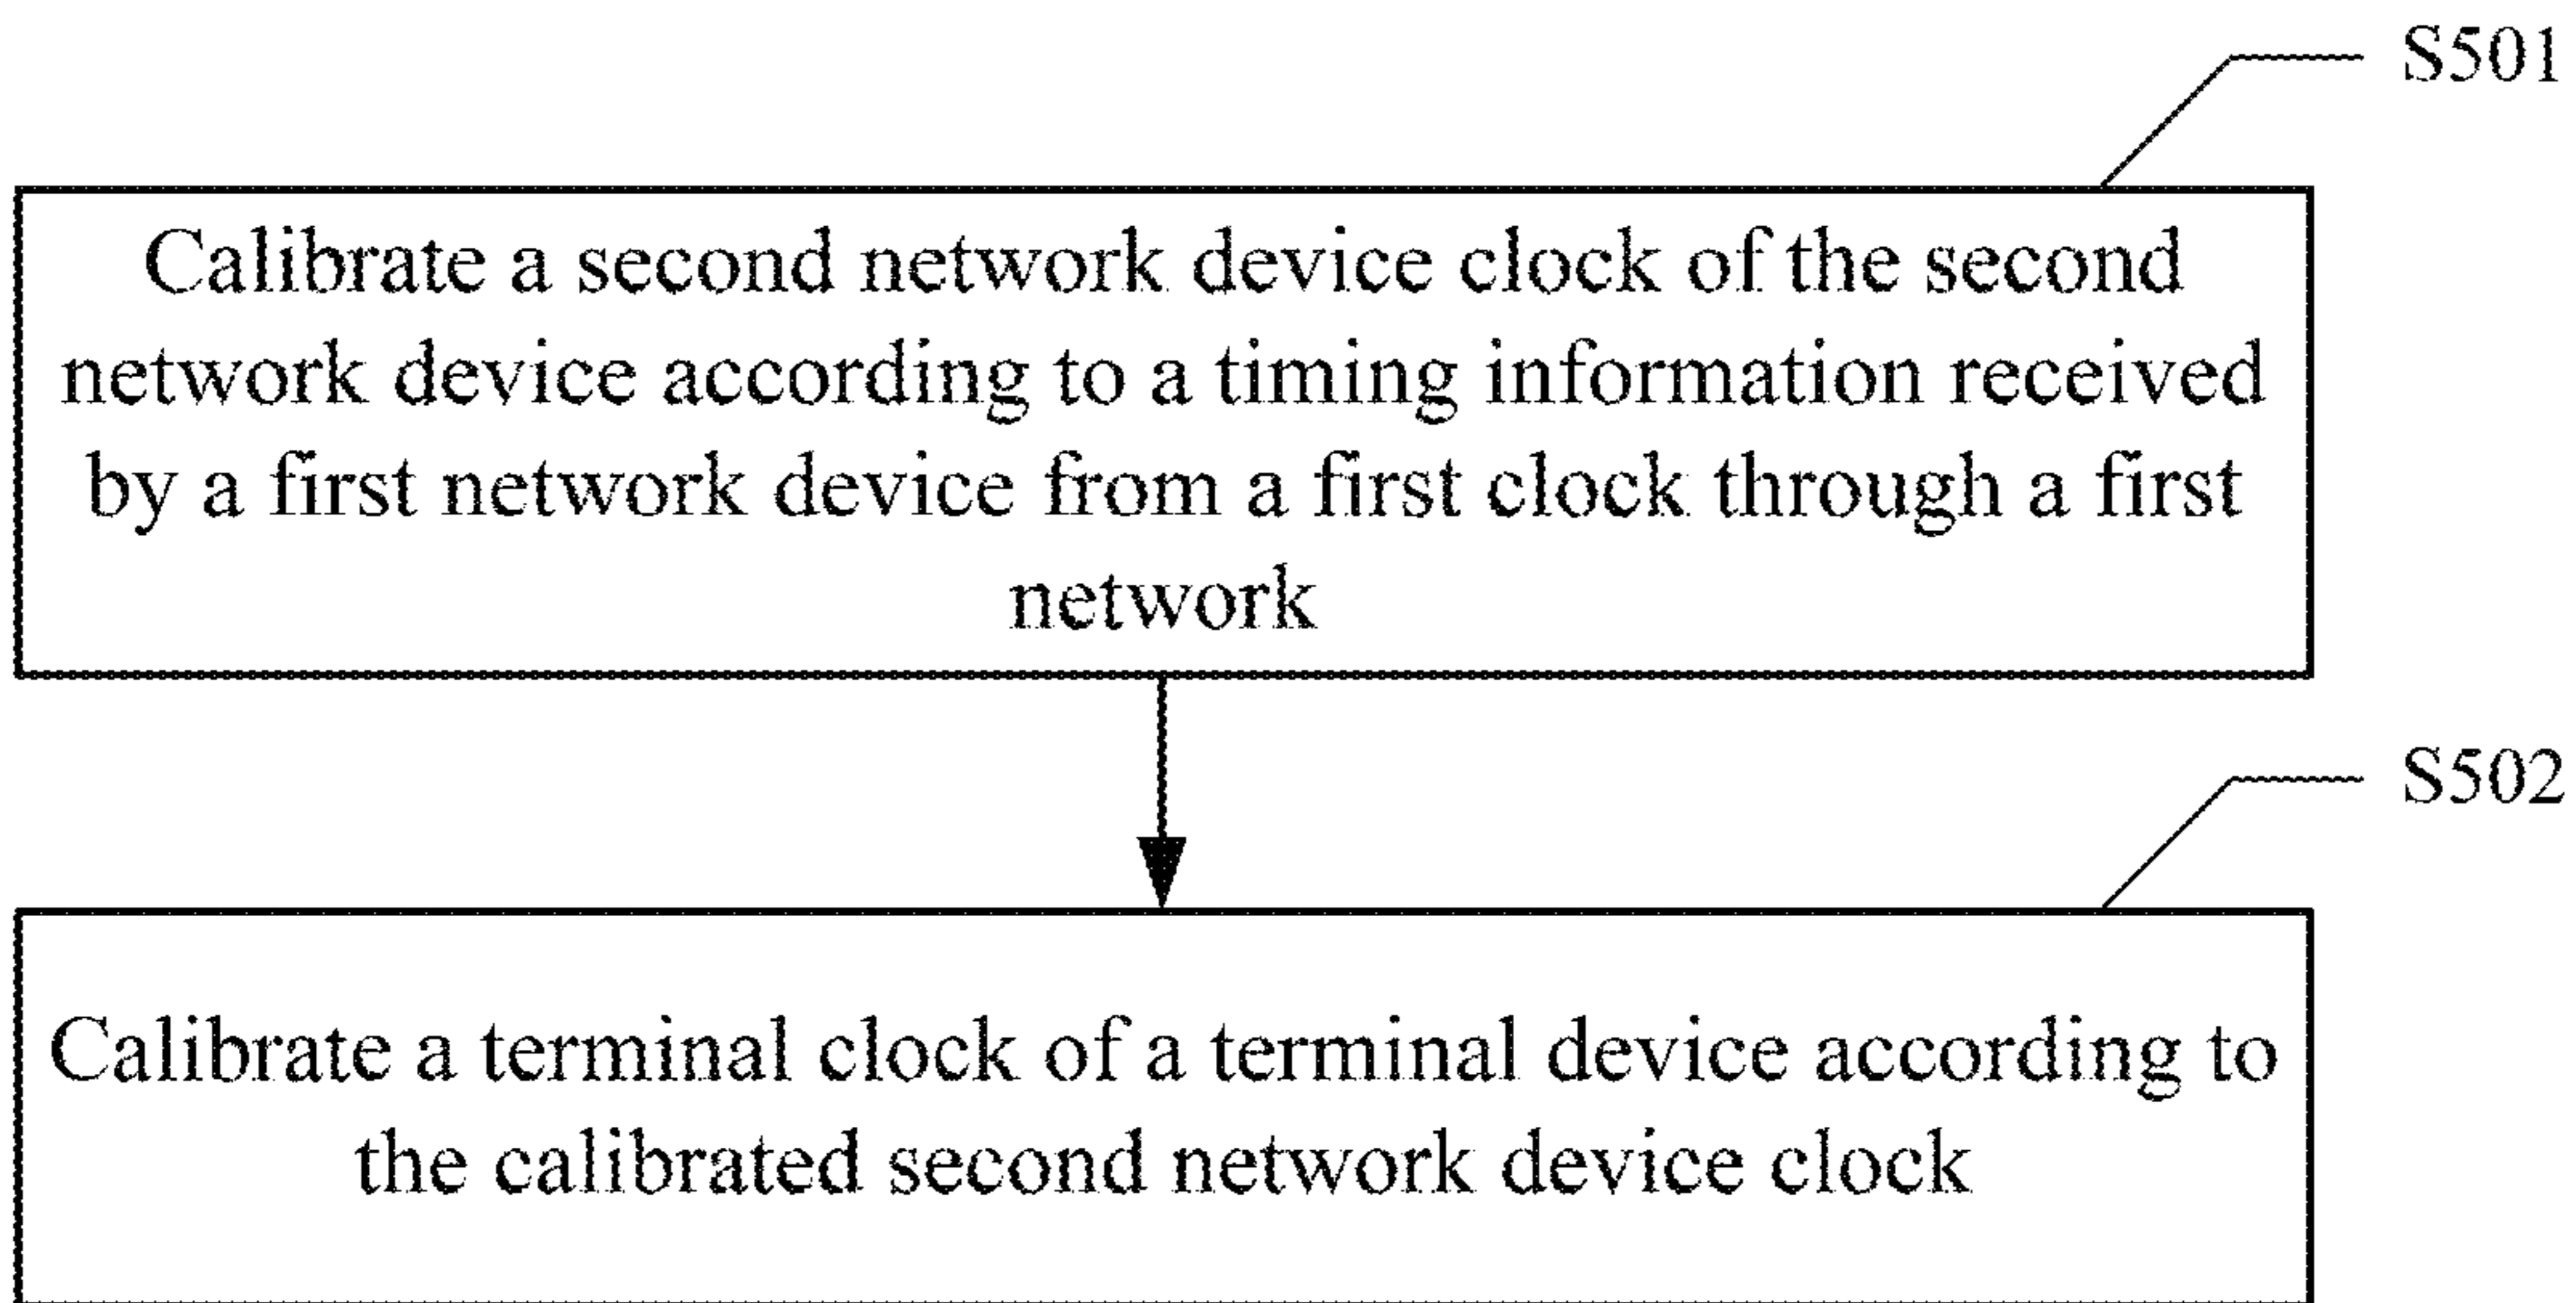 S501
Calibrate a second network device clock of the second
network device according to a timing information received
by a first network device from a first clock through a first
network
S502
Calibrate a terminal clock of a terminal device according to
the calibrated second network device clock